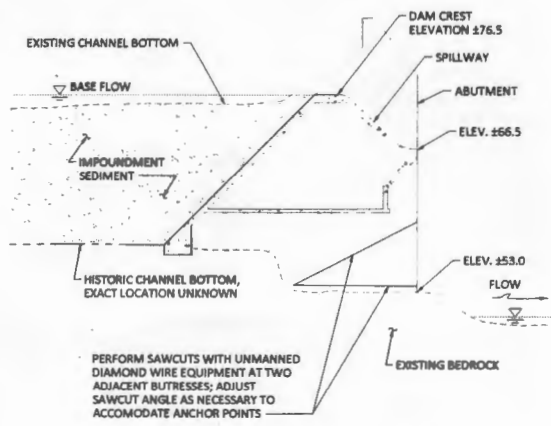 DAM CREST
ELEVATION ±76.5
EXISTING CHANNEL BOTTOM
SPILLWAY
BASE FLOW
ABUTMENT
ELEV. ±66.5
IMPOUNDMENT
SEDIMENT
ELEV. ±53.0
HISTORIC CHANNEL BOTTOM,
EXACT LOCATION UNKNOWN
FLOW
PERFORM SAWCUTS WITH UNMANNED
DIAMOND WIRE EQUIPMENT AT TWO
ADJACENT BUTRESSES; ADJUST
SAWCUT ANGLE AS NECESSARY TO
ACCOMODATE ANCHOR POINTS
EXISTING BEDROCK